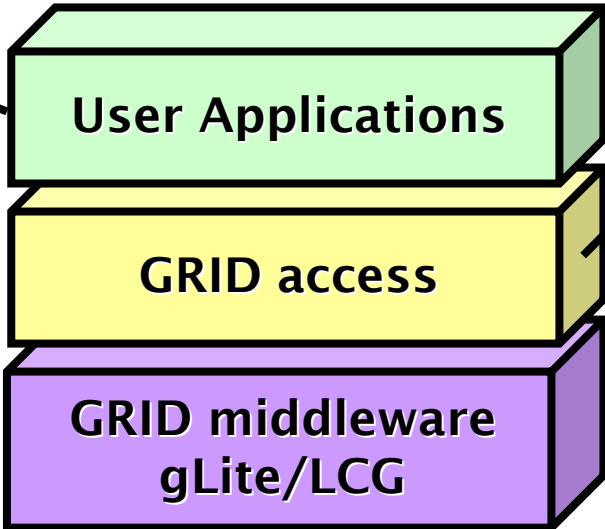 User Applications
GRID access
GRID middleware
gLite/LCG